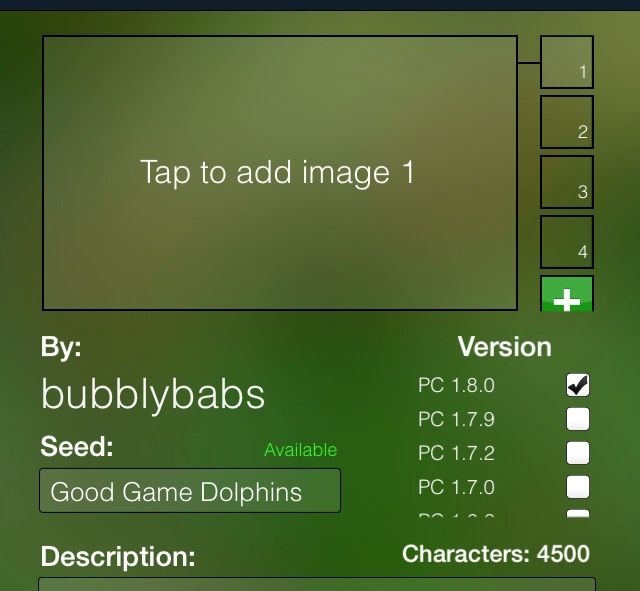 Tap to add image 1
1
2
3
4
By:
bubblybabs
Seed:
Available
Good Game Dolphins
Version
PC 1.8.0
PC 1.7.9
PC 1.7.2
PC 1.7.0
Description:
Characters: 4500